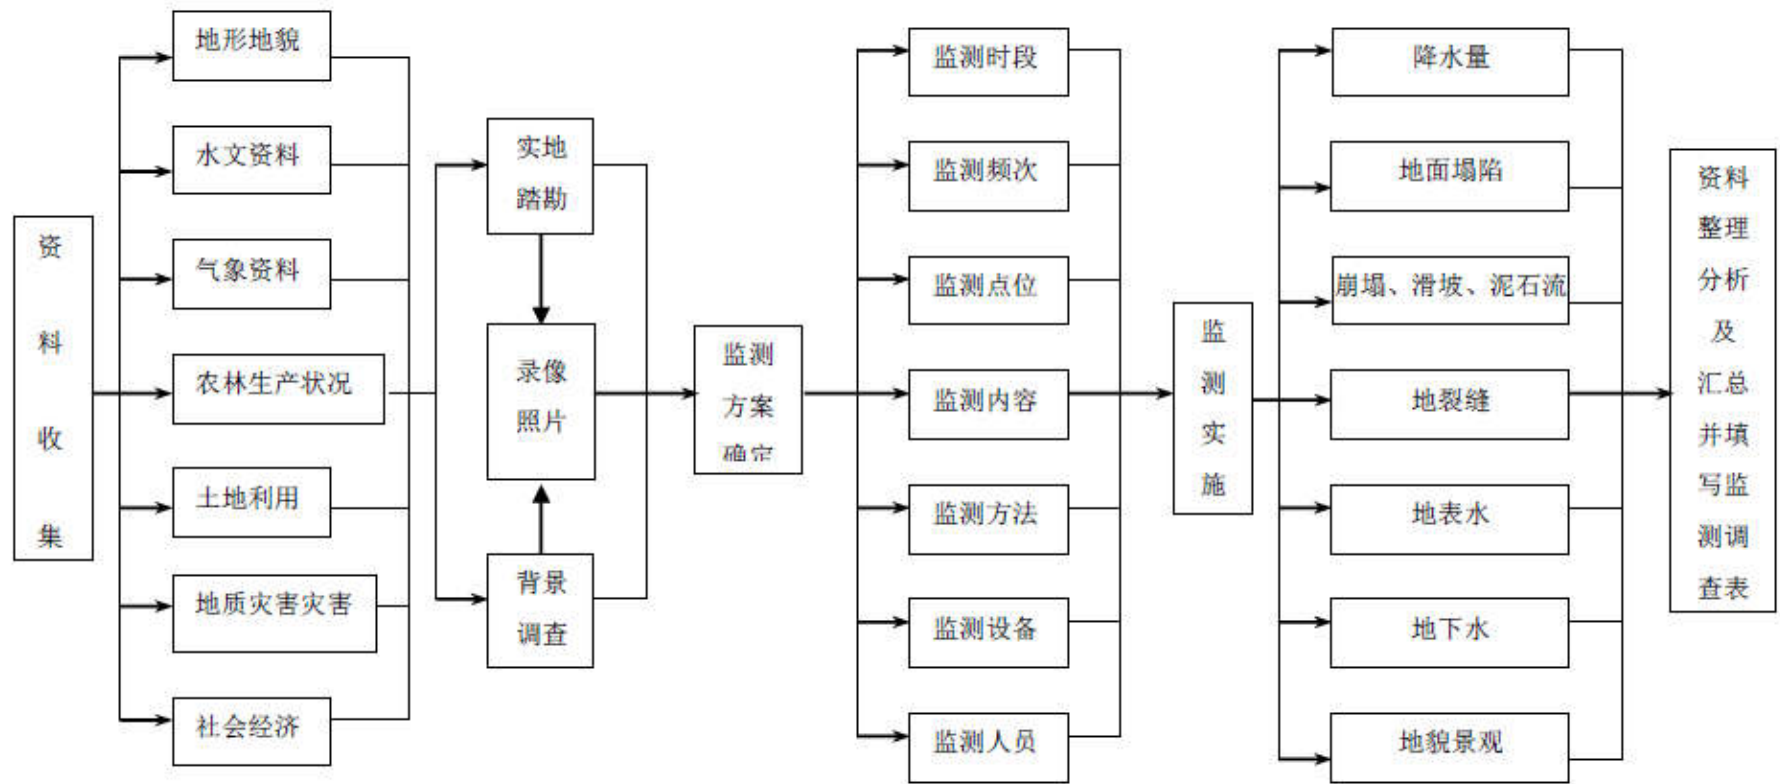 资
料
收
集
地形地貌
水文资料
气象资料
农林生产状况
土地利用
地质灾害灾害
社会经济
实地
踏勘
录像
照片
背景
调查
监测
方案
确定
监测时段
监测频次
监测点位
监测内容
监测方法
监测设备
监测人员
监
测
实
施
降水量
地面塌陷
崩塌、滑坡、泥石流
地裂缝
地表水
地下水
地貌景观
资料
整理
分析
及
汇总
并填
写监
测调
查表